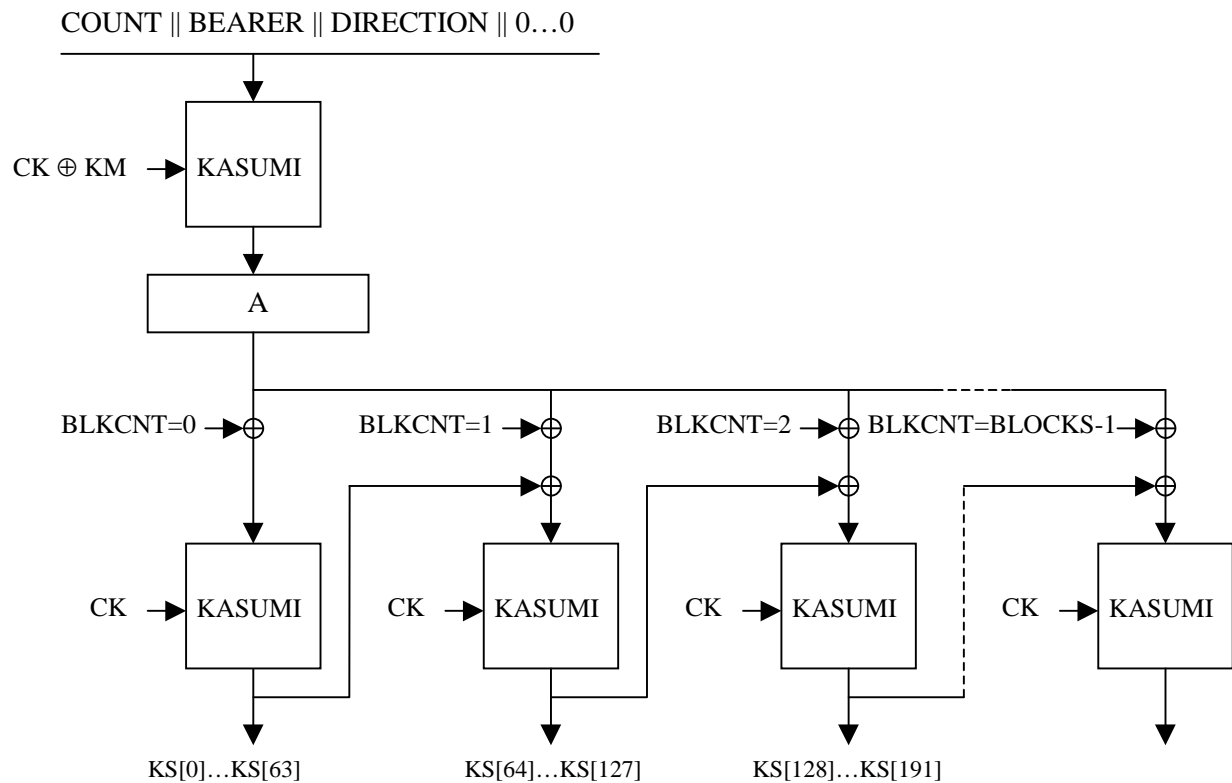 COUNT || BEARER || DIRECTION || 0…0
CK ⊕ KM
KASUMI
A
BLKCNT=0
BLKCNT=1
BLKCNT=2
BLKCNT=BLOCKS-1
CK
KASUMI
CK
KASUMI
CK
KASUMI
CK
KASUMI
KS[0]…KS[63]
KS[64]…KS[127]
KS[128]…KS[191]